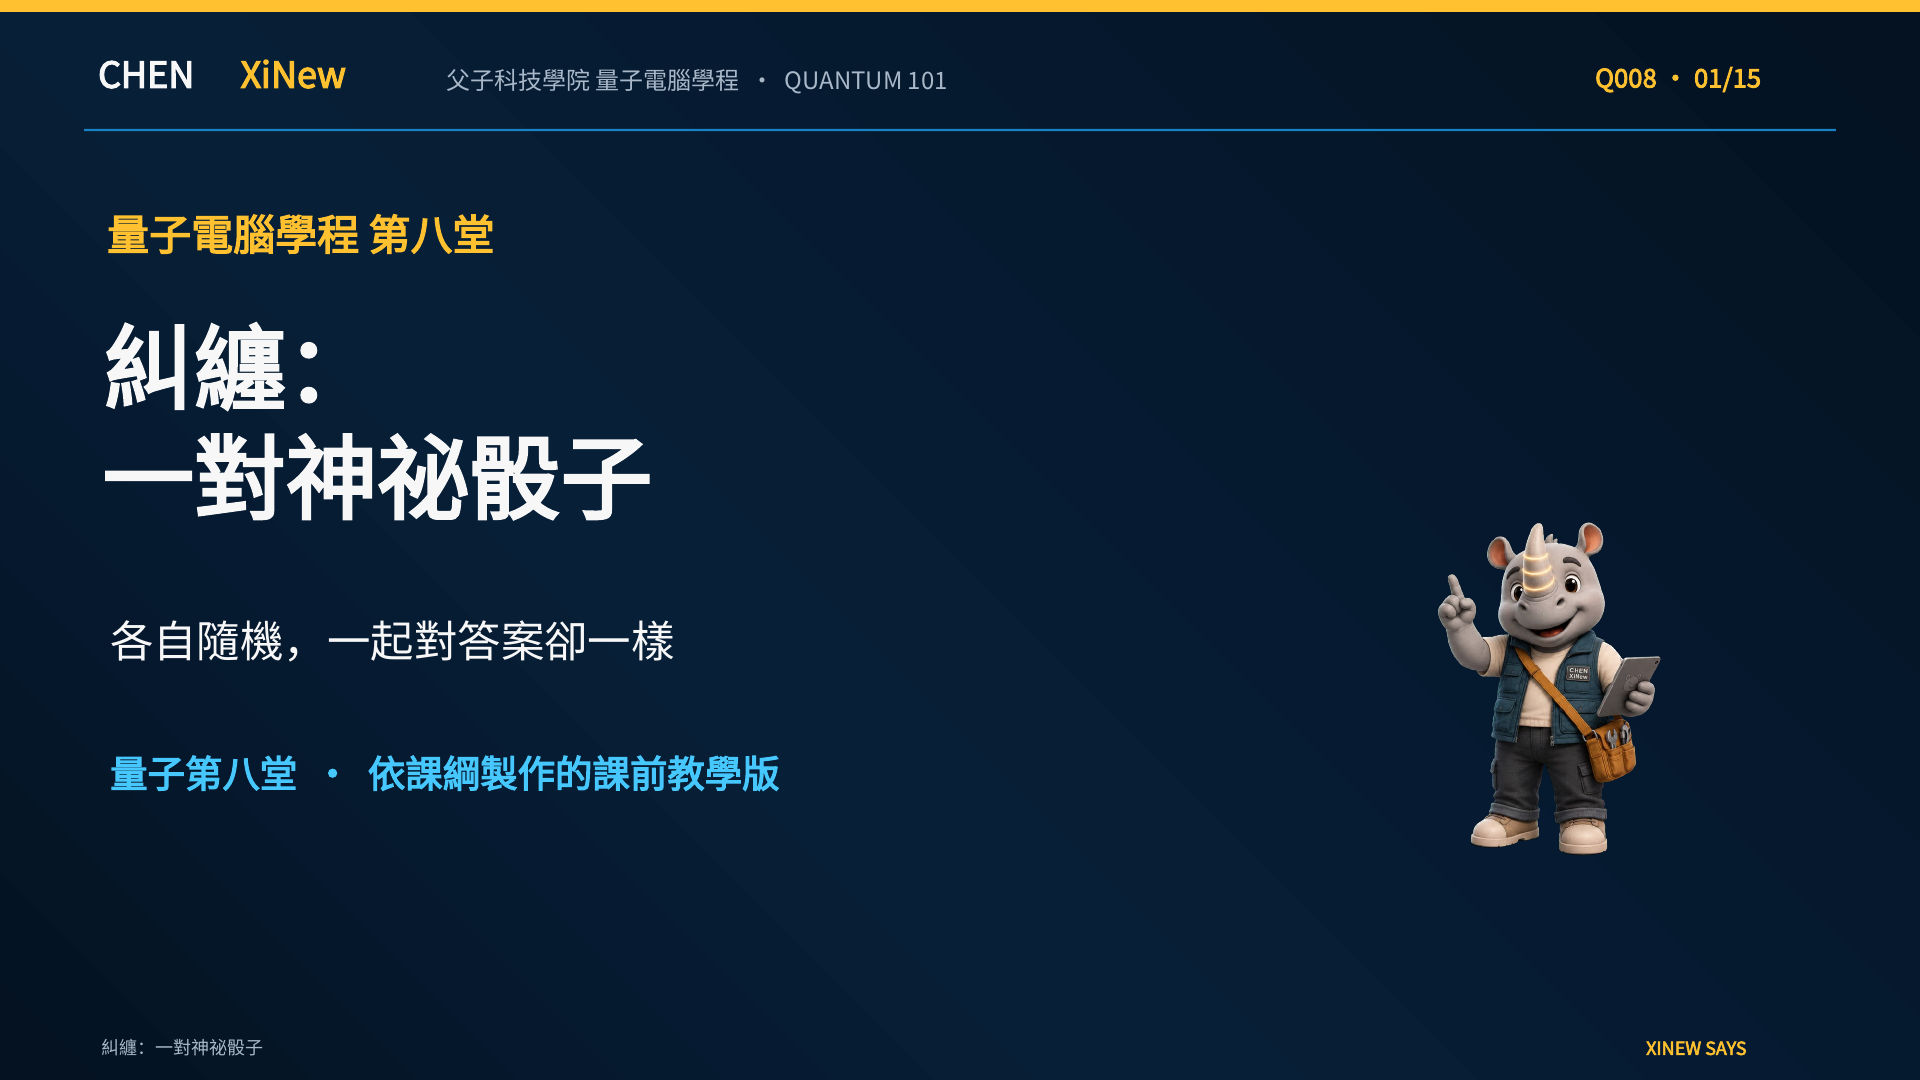 CHEN XiNew 父子科技學院 量子電腦學程 · QUANTUM 101 Q008 · 01/15
量子電腦學程 第八堂
糾纏：
一對神祕骰子
各自隨機，一起對答案卻一樣
量子第八堂 · 依課綱製作的課前教學版
CHEN
XiNew
糾纏：一對神祕骰子 XINEW SAYS